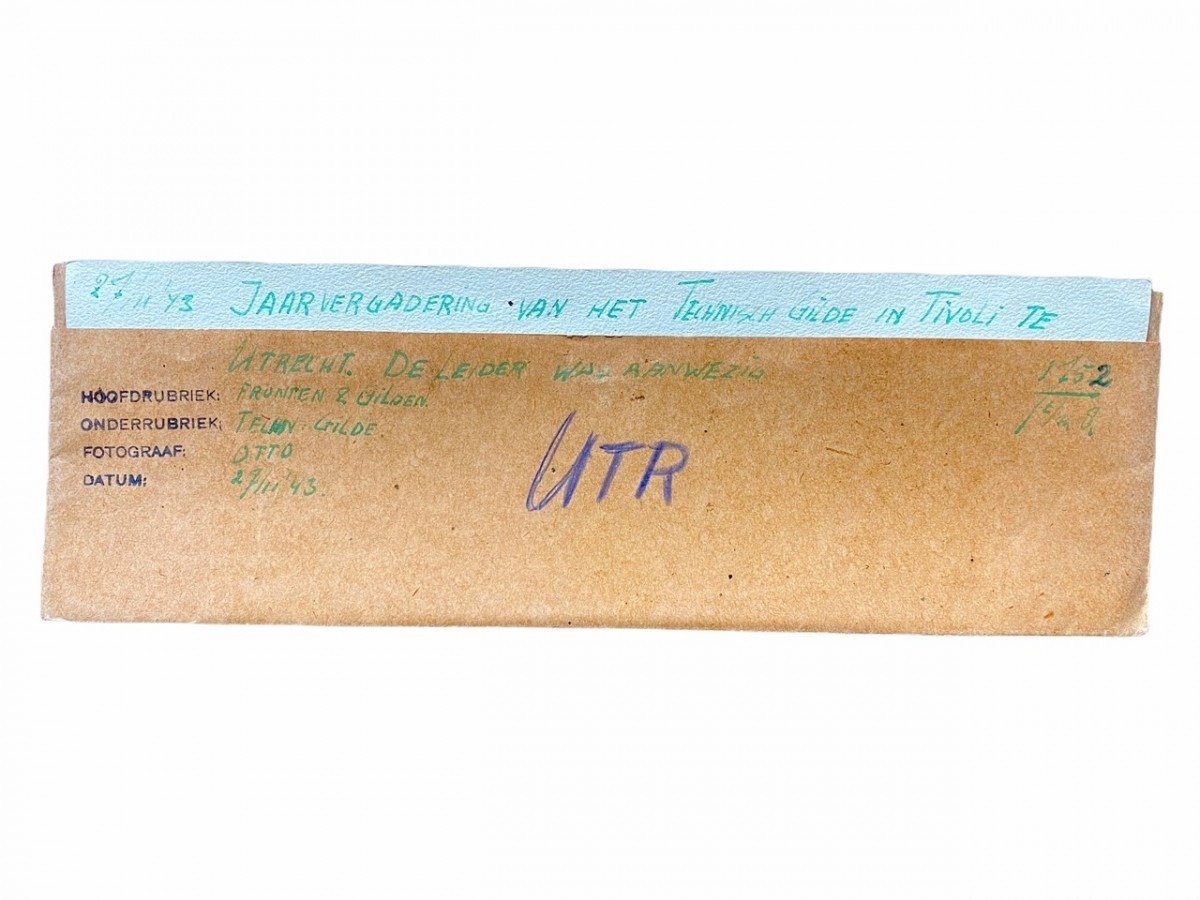 27/11 '43 JAARVERGADERING VAN HET TECHNISCH GILDE IN TIVOLI TE
UTRECHT. DE LEIDER WAS AANWEZIG
HOOFDRUBRIEK: FRONTEN & GILDEN.
ONDERRUBRIEK: TECHN. GILDE
FOTOGRAAF: OTTO
DATUM: 27/11 '43.
UTR